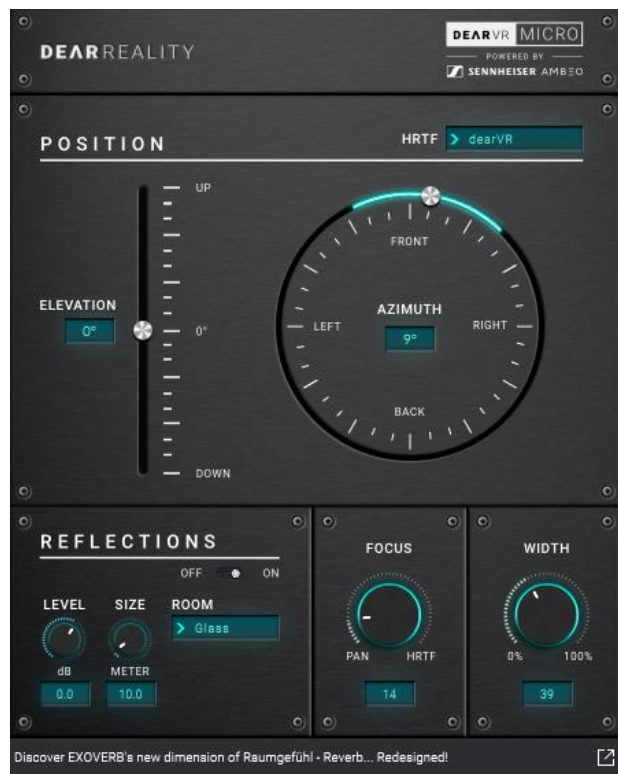 DEARREALITY
DEARVR MICRO
POWERED BY
SENNHEISER AMBEO
POSITION
HRTF
dearVR
UP
FRONT
ELEVATION
0°
0°
AZIMUTH
9°
LEFT
RIGHT
BACK
DOWN
REFLECTIONS
OFF
ON
LEVEL
SIZE
ROOM
Glass
dB
METER
0.0
10.0
FOCUS
PAN
HRTF
14
WIDTH
0%
100%
39
Discover EXOVERB's new dimension of Raumgefühl - Reverb... Redesigned!